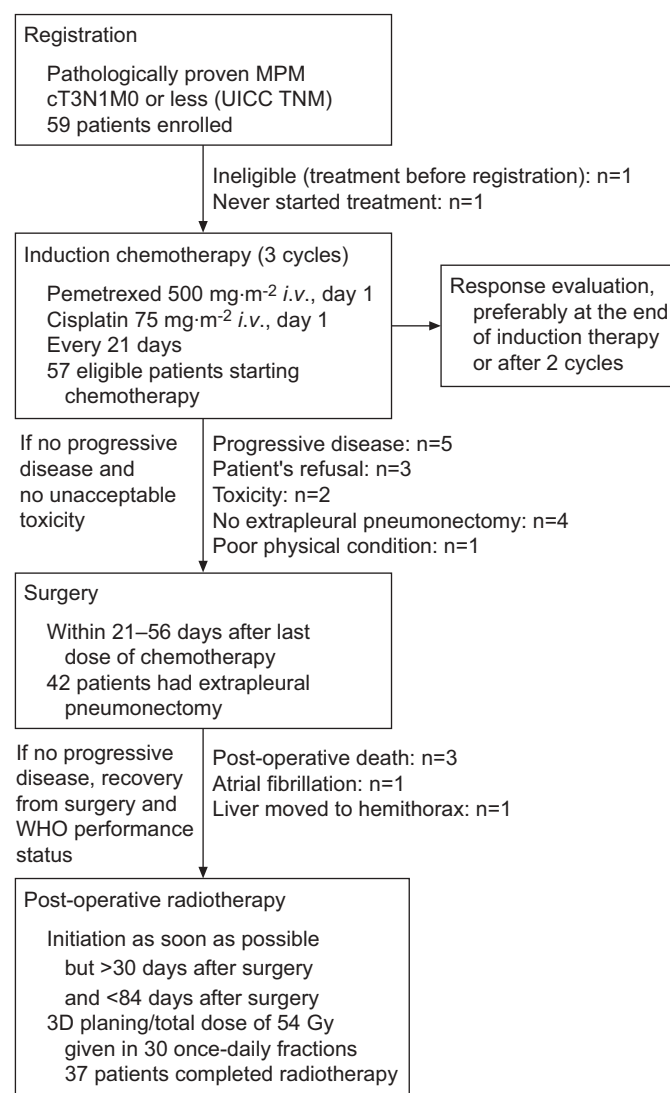 Registration
Pathologically proven MPM
cT3N1M0 or less (UICC TNM)
59 patients enrolled
Ineligible (treatment before registration): n=1
Never started treatment: n=1
Induction chemotherapy (3 cycles)
Pemetrexed 500 mg·m-2 i.v., day 1
Cisplatin 75 mg·m-2 i.v., day 1
Every 21 days
57 eligible patients starting
chemotherapy
Response evaluation,
preferably at the end
of induction therapy
or after 2 cycles
If no progressive
disease and
no unacceptable
toxicity
Progressive disease: n=5
Patient's refusal: n=3
Toxicity: n=2
No extrapleural pneumonectomy: n=4
Poor physical condition: n=1
Surgery
Within 21–56 days after last
dose of chemotherapy
42 patients had extrapleural
pneumonectomy
If no progressive
disease, recovery
from surgery and
WHO performance
status
Post-operative death: n=3
Atrial fibrillation: n=1
Liver moved to hemithorax: n=1
Post-operative radiotherapy
Initiation as soon as possible
but >30 days after surgery
and <84 days after surgery
3D planing/total dose of 54 Gy
given in 30 once-daily fractions
37 patients completed radiotherapy